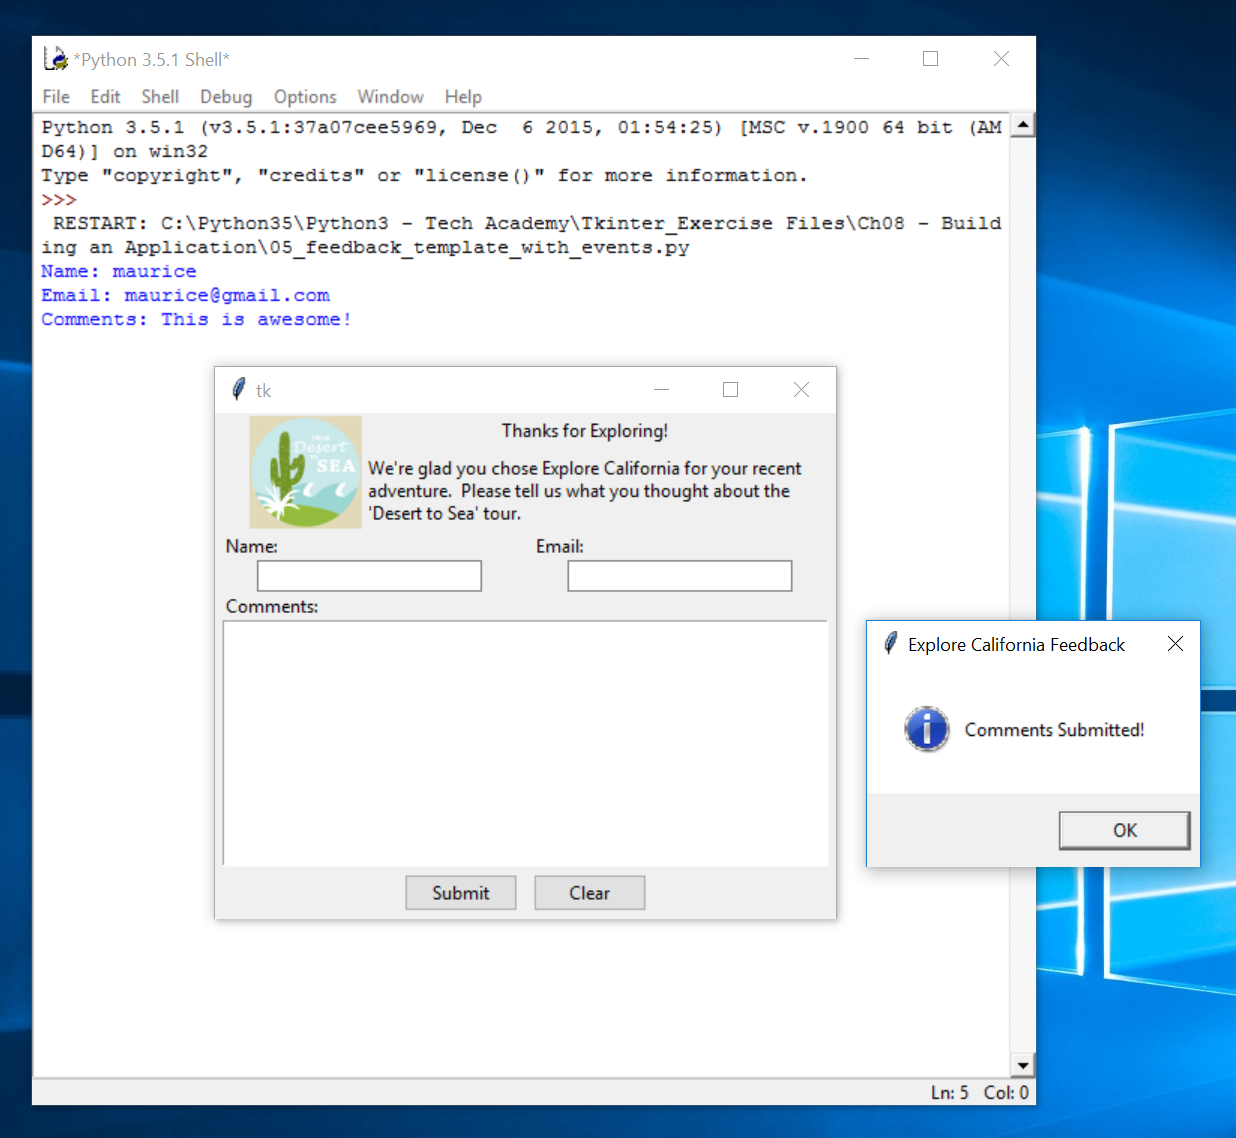 *Python 3.5.1 Shell*
File Edit Shell Debug Options Window Help
Python 3.5.1 (v3.5.1:37a07cee5969, Dec  6 2015, 01:54:25) [MSC v.1900 64 bit (AM
D64)] on win32
Type "copyright", "credits" or "license()" for more information.
>>>
 RESTART: C:\Python35\Python3 - Tech Academy\Tkinter_Exercise Files\Ch08 - Build
ing an Application\05_feedback_template_with_events.py
Name: maurice
Email: maurice@gmail.com
Comments: This is awesome!
tk
FROM
Desert
to
SEA
Thanks for Exploring!
We're glad you chose Explore California for your recent
adventure.  Please tell us what you thought about the
'Desert to Sea' tour.
Name: Email:
Comments:
Submit Clear
Explore California Feedback
Comments Submitted!
OK
Ln: 5 Col: 0